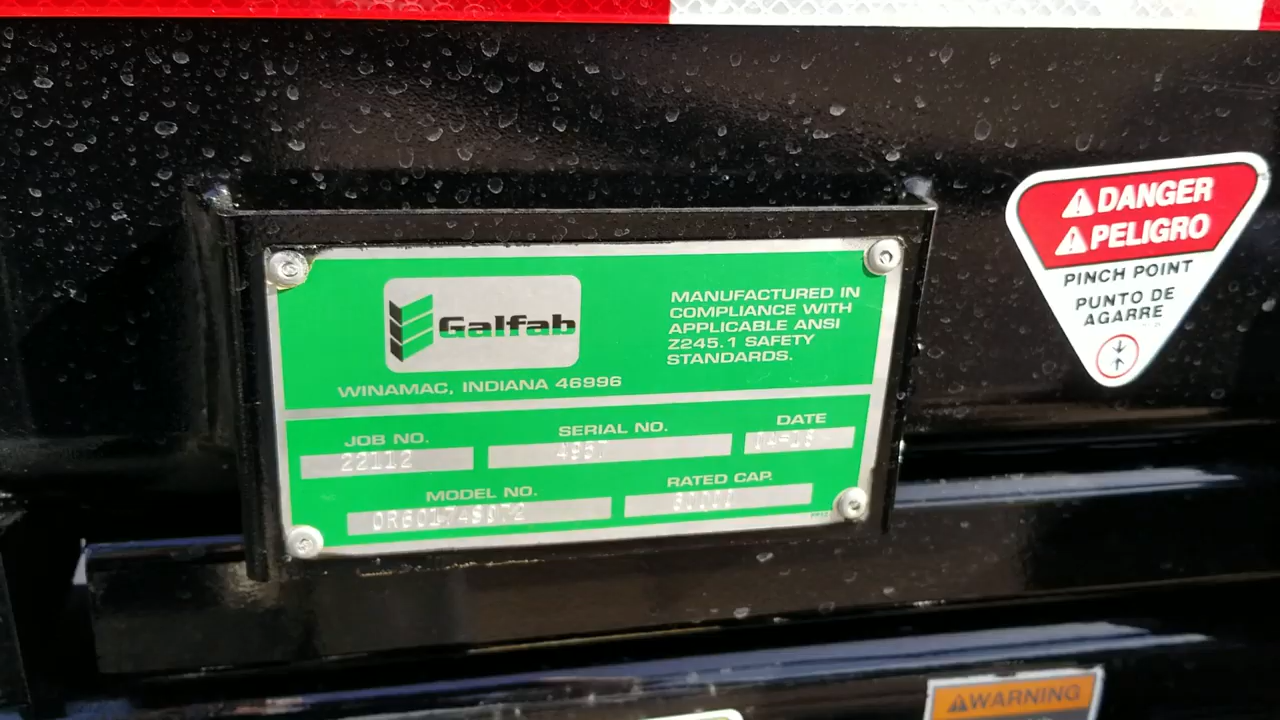 Galfab
WINAMAC, INDIANA 46996
MANUFACTURED IN
COMPLIANCE WITH
APPLICABLE ANSI
Z245.1 SAFETY
STANDARDS.
JOB NO.
22112
SERIAL NO.
4957
DATE
MODEL NO.
RATED CAP.
DANGER
PELIGRO
PINCH POINT
PUNTO DE
AGARRE
WARNING